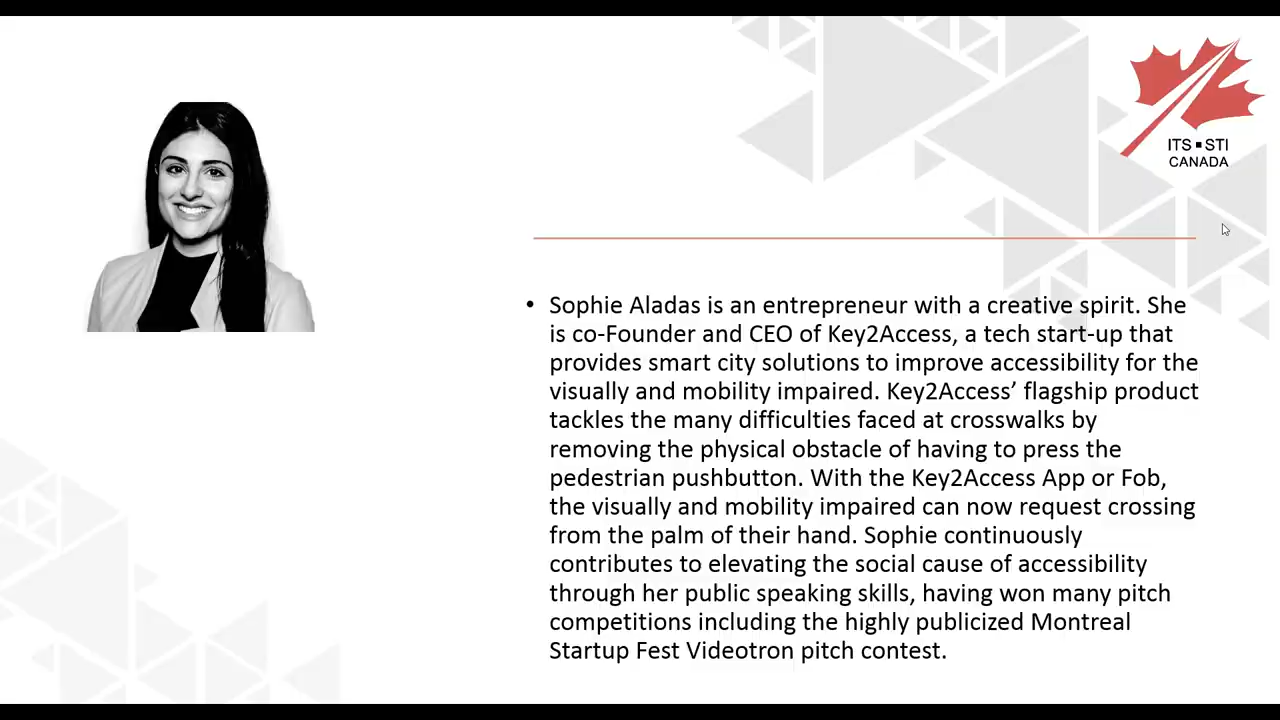 ITS▪STI
CANADA
• Sophie Aladas is an entrepreneur with a creative spirit. She
is co-Founder and CEO of Key2Access, a tech start-up that
provides smart city solutions to improve accessibility for the
visually and mobility impaired. Key2Access’ flagship product
tackles the many difficulties faced at crosswalks by
removing the physical obstacle of having to press the
pedestrian pushbutton. With the Key2Access App or Fob,
the visually and mobility impaired can now request crossing
from the palm of their hand. Sophie continuously
contributes to elevating the social cause of accessibility
through her public speaking skills, having won many pitch
competitions including the highly publicized Montreal
Startup Fest Videotron pitch contest.